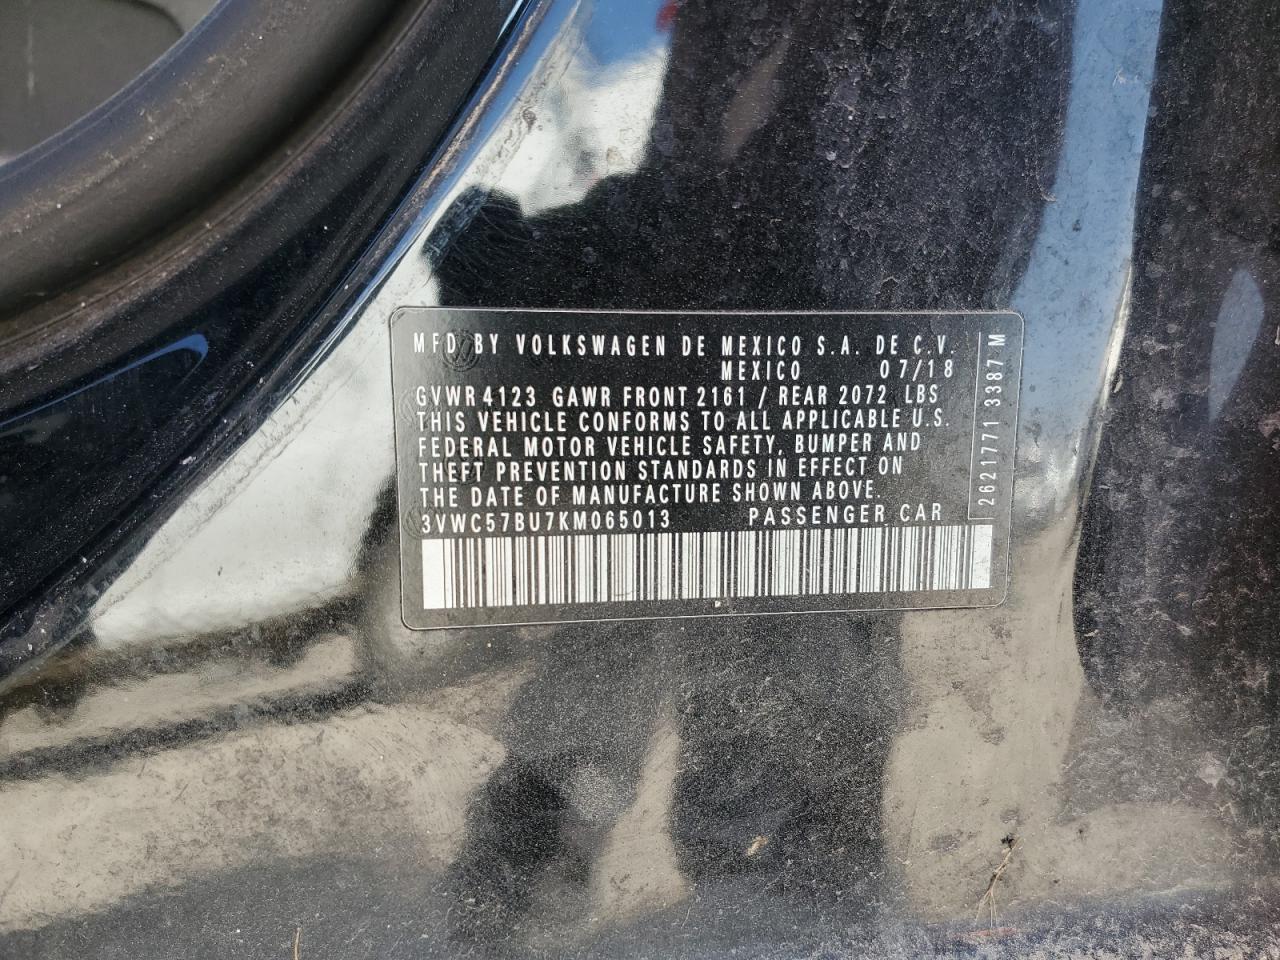 MFD BY VOLKSWAGEN DE MEXICO S.A. DE C.V.
MEXICO 07/18
GVWR 4123 GAWR FRONT 2161 / REAR 2072 LBS
THIS VEHICLE CONFORMS TO ALL APPLICABLE U.S.
FEDERAL MOTOR VEHICLE SAFETY, BUMPER AND
THEFT PREVENTION STANDARDS IN EFFECT ON
THE DATE OF MANUFACTURE SHOWN ABOVE.
3VWC57BU7KM065013 PASSENGER CAR
2621771 3387 M